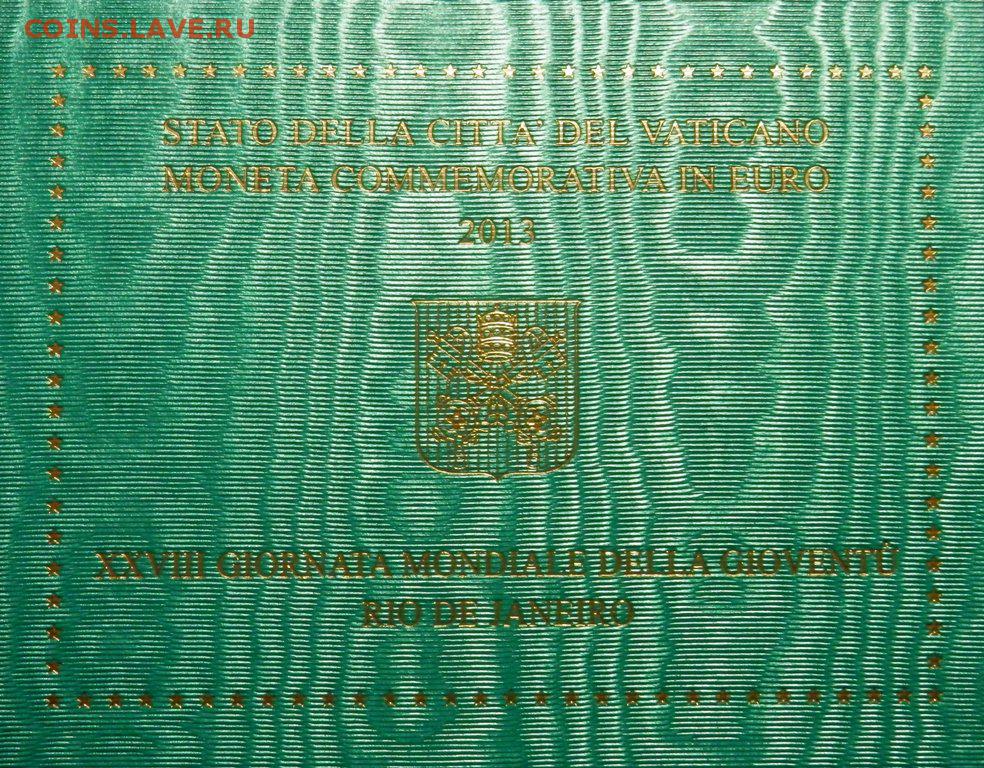 COINS.LAVE.RU
STATO DELLA CITTA' DEL VATICANO
MONETA COMMEMORATIVA IN EURO
2013
XXVIII GIORNATA MONDIALE DELLA GIOVENTÙ
RIO DE JANEIRO